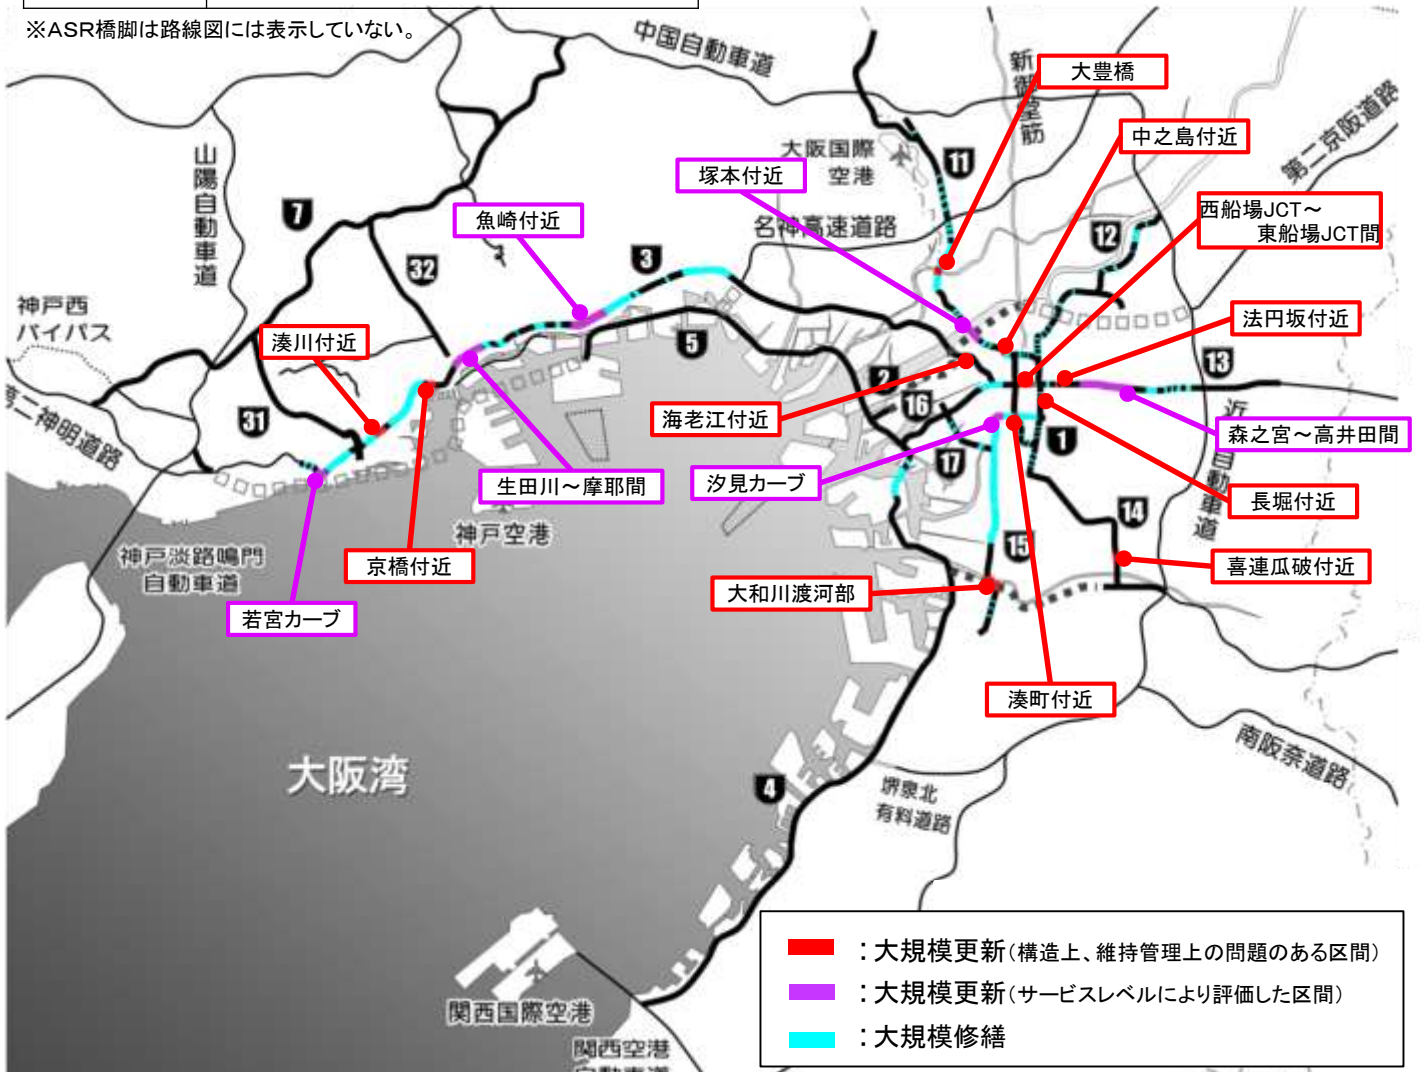 ※ASR橋脚は路線図には表示していない。
中国自動車道
新御堂筋
大豊橋
第二京阪道路
中之島付近
山陽自動車道
大阪国際
空港
11
塚本付近
西船場JCT～
東船場JCT間
7
魚崎付近
名神高速道路
12
32
3
神戸西
バイパス
湊川付近
法円坂付近
5
13
2
海老江付近
16
31
1
森之宮～高井田間
17
生田川～摩耶間
汐見カーブ
長堀付近
14
神戸空港
15
神戸淡路鳴門
自動車道
京橋付近
喜連瓜破付近
大和川渡河部
若宮カーブ
湊町付近
南阪奈道路
大阪湾
4
堺泉北
有料道路
：大規模更新（構造上、維持管理上の問題のある区間）
：大規模更新（サービスレベルにより評価した区間）
：大規模修繕
関西国際空港
関西空港